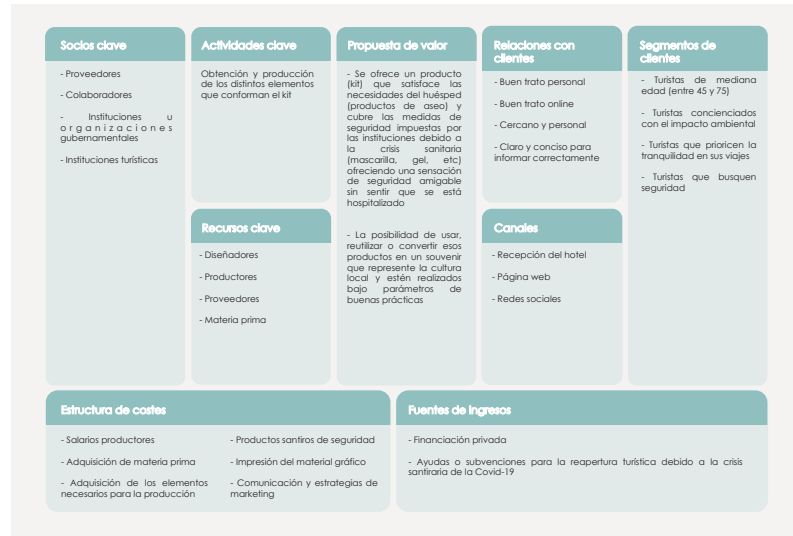 Socios clave
- Proveedores
- Colaboradores
- Instituciones u
organizaciones
gubernamentales
- Instituciones turísticas
Actividades clave
Obtención y producción
de los distintos elementos
que conforman el kit
Recursos clave
- Diseñadores
- Productores
- Proveedores
- Materia prima
Propuesta de valor
- Se ofrece un producto
(kit) que satisface las
necesidades del huésped
(productos de aseo) y
cubre las medidas de
seguridad impuestas por
las instituciones debido a
la crisis sanitaria
(mascarilla, gel, etc)
ofreciendo una sensación
de seguridad amigable
sin sentir que se está
hospitalizado
- La posibilidad de usar,
reutilizar o convertir esos
productos en un souvenir
que represente la cultura
local y estén realizados
bajo parámetros de
buenas prácticas
Relaciones con
clientes
- Buen trato personal
- Buen trato online
- Cercano y personal
- Claro y conciso para
informar correctamente
Canales
- Recepción del hotel
- Página web
- Redes sociales
Segmentos de
clientes
- Turistas de mediana
edad (entre 45 y 75)
- Turistas concienciados
con el impacto ambiental
- Turistas que prioricen la
tranquilidad en sus viajes
- Turistas que busquen
seguridad
Estructura de costes
- Salarios productores
- Adquisición de materia prima
- Adquisición de los elementos
necesarios para la producción
- Productos santiros de seguridad
- Impresión del material gráfico
- Comunicación y estrategias de
marketing
Fuentes de ingresos
- Financiación privada
- Ayudas o subvenciones para la reapertura turística debido a la crisis
santiraria de la Covid-19